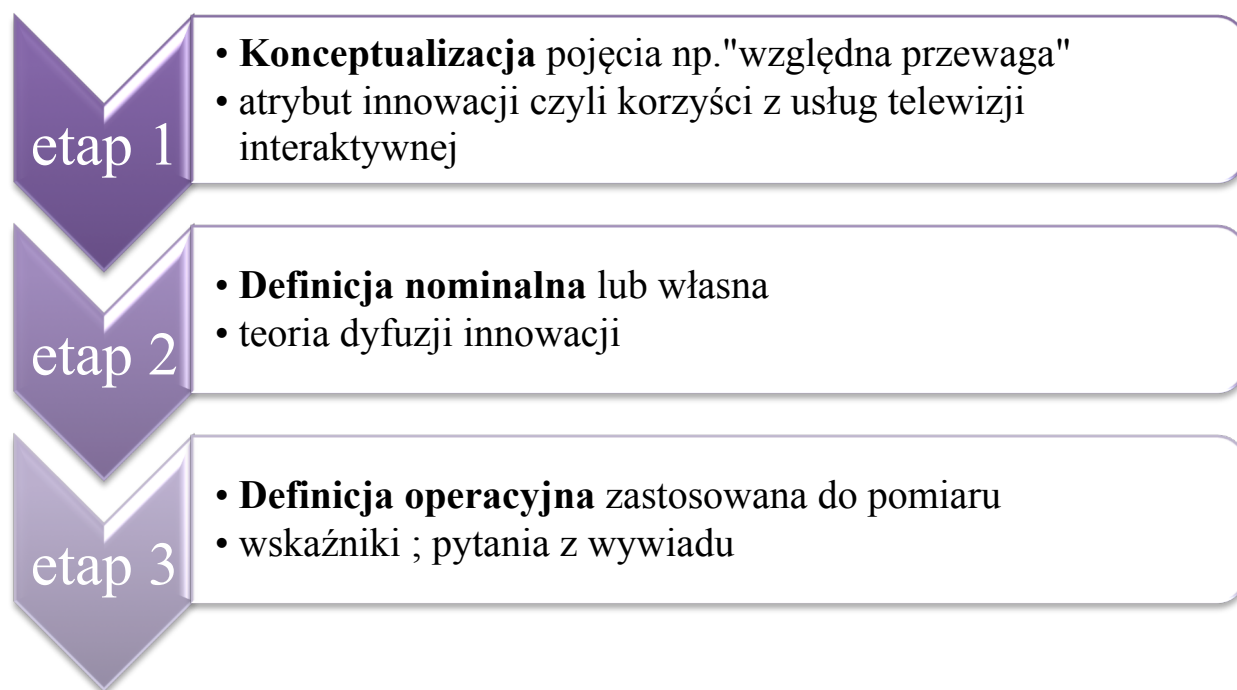 etap 1
• Konceptualizacja pojęcia np."względna przewaga"
• atrybut innowacji czyli korzyści z usług telewizji
interaktywnej
etap 2
• Definicja nominalna lub własna
• teoria dyfuzji innowacji
etap 3
• Definicja operacyjna zastosowana do pomiaru
• wskaźniki ; pytania z wywiadu